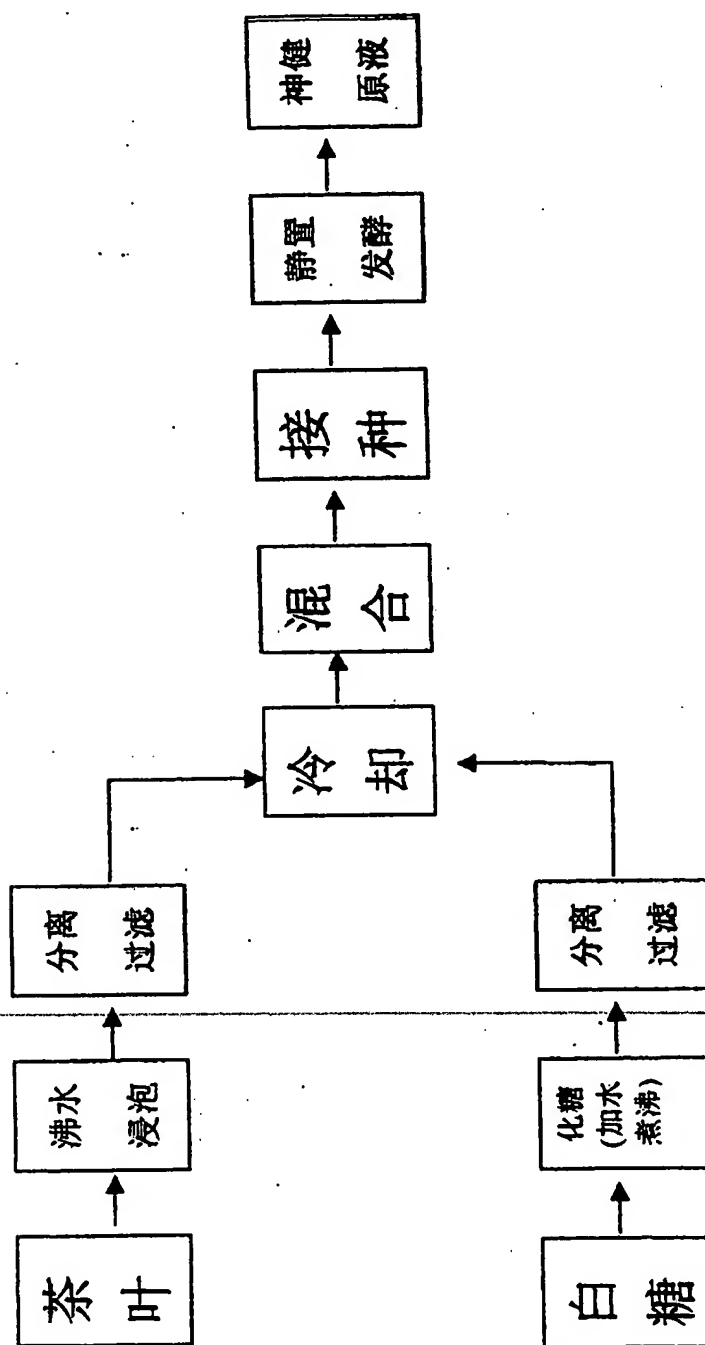 茶叶
沸水
浸泡
分离
过滤
白糖
化糖
(加水
煮沸)
分离
过滤
冷却
混合
接种
静置
发酵
神健
原液